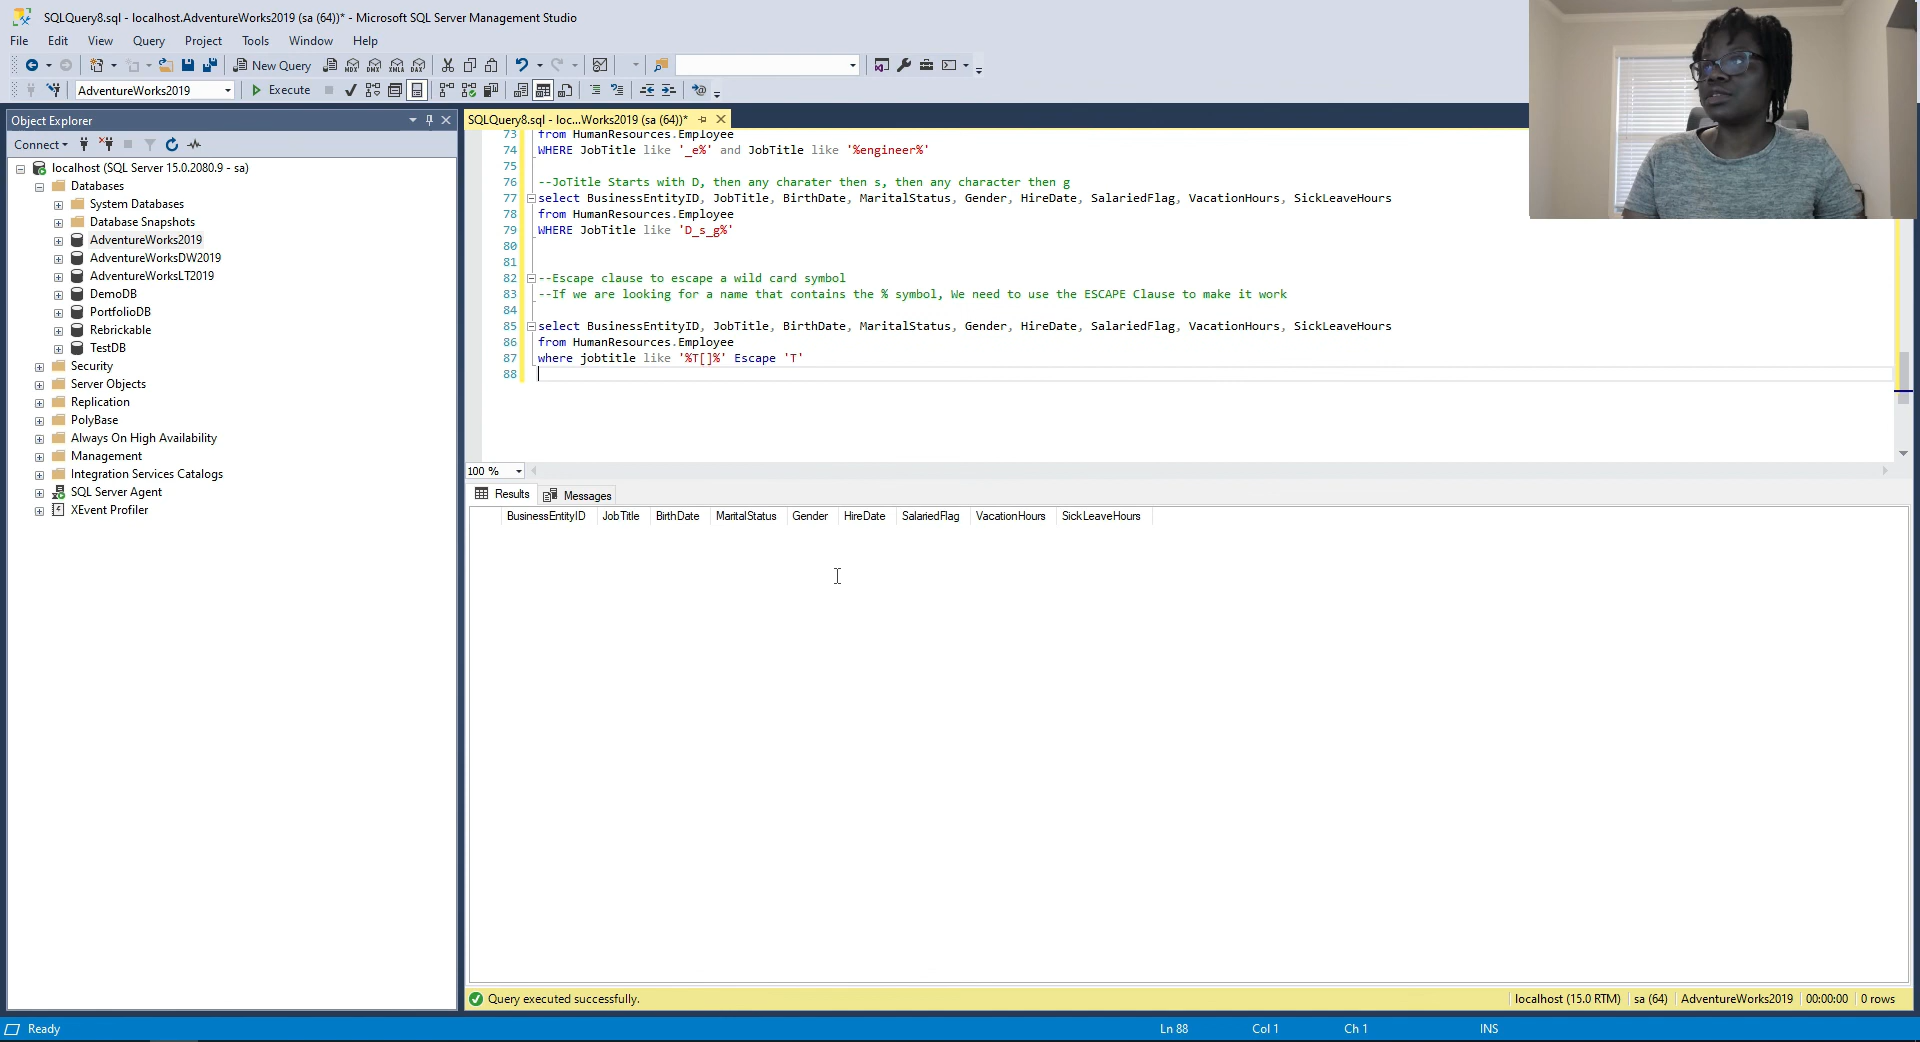 SQLQuery8.sql - localhost.AdventureWorks2019 (sa (64))* - Microsoft SQL Server Management Studio
File Edit View Query Project Tools Window Help
New Query
AdventureWorks2019 Execute
Object Explorer
Connect
localhost (SQL Server 15.0.2080.9 - sa)
Databases
System Databases
Database Snapshots
AdventureWorks2019
AdventureWorksDW2019
AdventureWorksLT2019
DemoDB
PortfolioDB
Rebrickable
TestDB
Security
Server Objects
Replication
PolyBase
Always On High Availability
Management
Integration Services Catalogs
SQL Server Agent
XEvent Profiler
SQLQuery8.sql - loc...Works2019 (sa (64))*
73 from HumanResources.Employee
74 WHERE JobTitle like '_e%' and JobTitle like '%engineer%'
75
76 --JoTitle Starts with D, then any charater then s, then any character then g
77 select BusinessEntityID, JobTitle, BirthDate, MaritalStatus, Gender, HireDate, SalariedFlag, VacationHours, SickLeaveHours
78 from HumanResources.Employee
79 WHERE JobTitle like 'D_s_g%'
80
81
82 --Escape clause to escape a wild card symbol
83 --If we are looking for a name that contains the % symbol, We need to use the ESCAPE Clause to make it work
84
85 select BusinessEntityID, JobTitle, BirthDate, MaritalStatus, Gender, HireDate, SalariedFlag, VacationHours, SickLeaveHours
86 from HumanResources.Employee
87 where jobtitle like '%T[]%' Escape 'T'
88
100 %
Results Messages
BusinessEntityID JobTitle BirthDate MaritalStatus Gender HireDate SalariedFlag VacationHours SickLeaveHours
Query executed successfully. localhost (15.0 RTM) sa (64) AdventureWorks2019 00:00:00 0 rows
Ready Ln 88 Col 1 Ch 1 INS